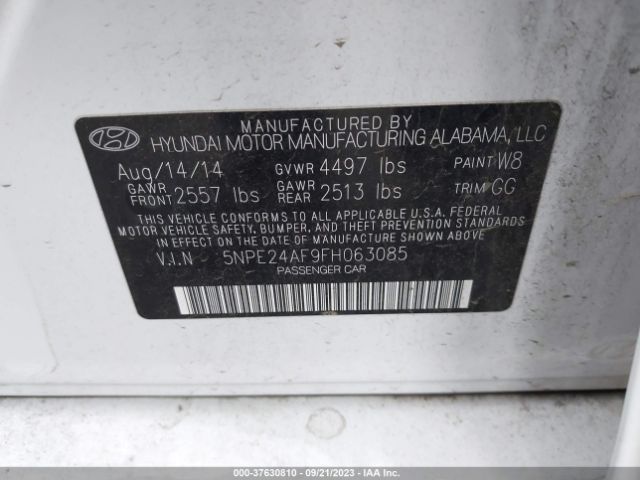 MANUFACTURED BY
HYUNDAI MOTOR MANUFACTURING ALABAMA, LLC
Aug/14/14 GVWR 4497 lbs PAINT W8
GAWR FRONT 2557 lbs GAWR REAR 2513 lbs TRIM GG
THIS VEHICLE CONFORMS TO ALL APPLICABLE U.S.A. FEDERAL
MOTOR VEHICLE SAFETY, BUMPER, AND THEFT PREVENTION
STANDARDS IN EFFECT ON THE DATE OF MANUFACTURE SHOWN ABOVE.
V.I.N 5NPE24AF9FH063085
PASSENGER CAR
000-37630810 - 09/21/2023 - IAA Inc.